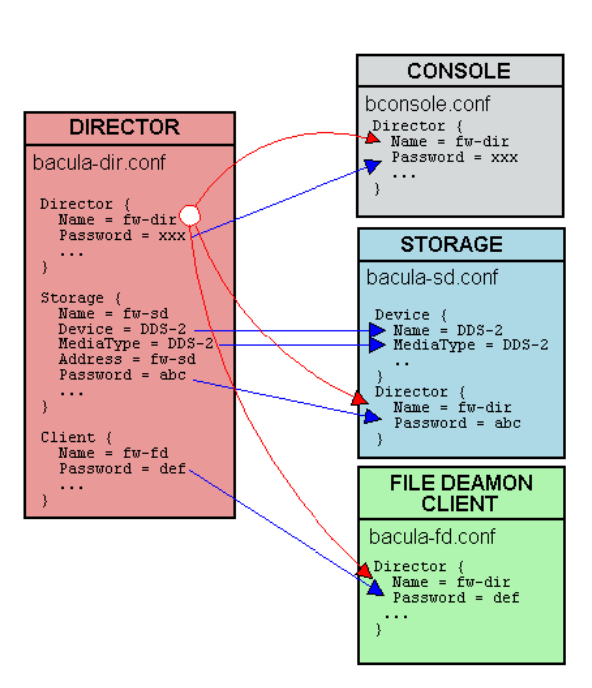 DIRECTOR
bacula-dir.conf
Director {
Name = fw-dir
Password = xxx
...
}
Storage {
Name = fw-sd
Device = DDS-2
MediaType = DDS-2
Address = fw-sd
Password = abc
...
}
Client {
Name = fw-fd
Password = def
...
}
CONSOLE
bconsole.conf
Director {
Name = fw-dir
Password = xxx
...
}
STORAGE
bacula-sd.conf
Device {
Name = DDS-2
MediaType = DDS-2
..
}
Director {
Name = fw-dir
Password = abc
}
FILE DEAMON
CLIENT
bacula-fd.conf
Director {
Name = fw-dir
Password = def
...
}